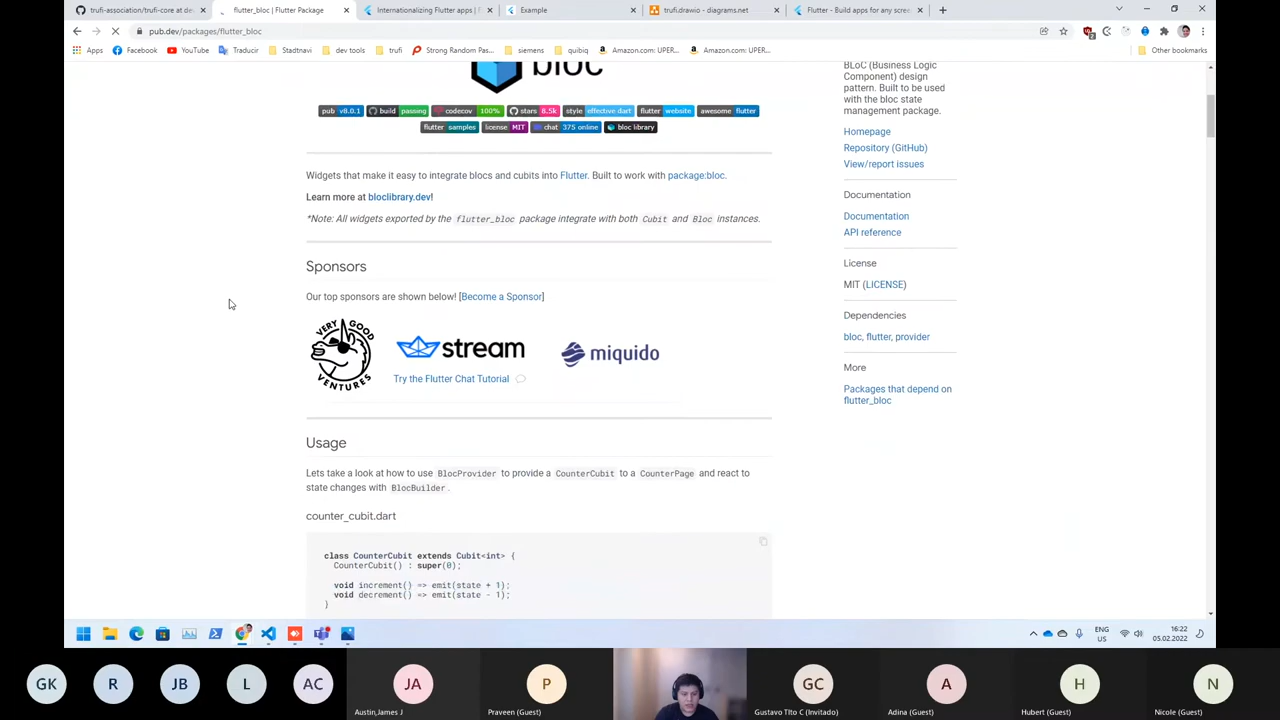 trufi-association/trufi-core at de
flutter_bloc | Flutter Package
Internationalizing Flutter apps | F
Example
trufi.drawio - diagrams.net
Flutter - Build apps for any scree
pub.dev/packages/flutter_bloc
Apps
Facebook
YouTube
Traducir
Stadtnavi
dev tools
trufi
Strong Random Pas...
siemens
quibiq
Amazon.com: UPER...
Amazon.com: UPER...
Other bookmarks
bloc
pub v8.0.1
build passing
codecov 100%
stars 8.5k
style effective dart
flutter website
awesome flutter
flutter samples
license MIT
chat 375 online
bloc library
Widgets that make it easy to integrate blocs and cubits into Flutter. Built to work with package:bloc.
Learn more at bloclibrary.dev!
*Note: All widgets exported by the flutter_bloc package integrate with both Cubit and Bloc instances.
Sponsors
Our top sponsors are shown below! [Become a Sponsor]
VERY GOOD
VENTURES
stream
miquido
Try the Flutter Chat Tutorial
Usage
Lets take a look at how to use BlocProvider to provide a CounterCubit to a CounterPage and react to
state changes with BlocBuilder.
counter_cubit.dart
class CounterCubit extends Cubit<int> {
CounterCubit() : super(0);
void increment() => emit(state + 1);
void decrement() => emit(state - 1);
}
BLoC (Business Logic
Component) design
pattern. Built to be used
with the bloc state
management package.
Homepage
Repository (GitHub)
View/report issues
Documentation
Documentation
API reference
License
MIT (LICENSE)
Dependencies
bloc, flutter, provider
More
Packages that depend on
flutter_bloc
ENG
US
16:22
05.02.2022
GK
R
JB
L
AC
JA
Austin,James J
P
Praveen (Guest)
GC
Gustavo TIto C (Invitado)
A
Adina (Guest)
H
Hubert (Guest)
N
Nicole (Guest)